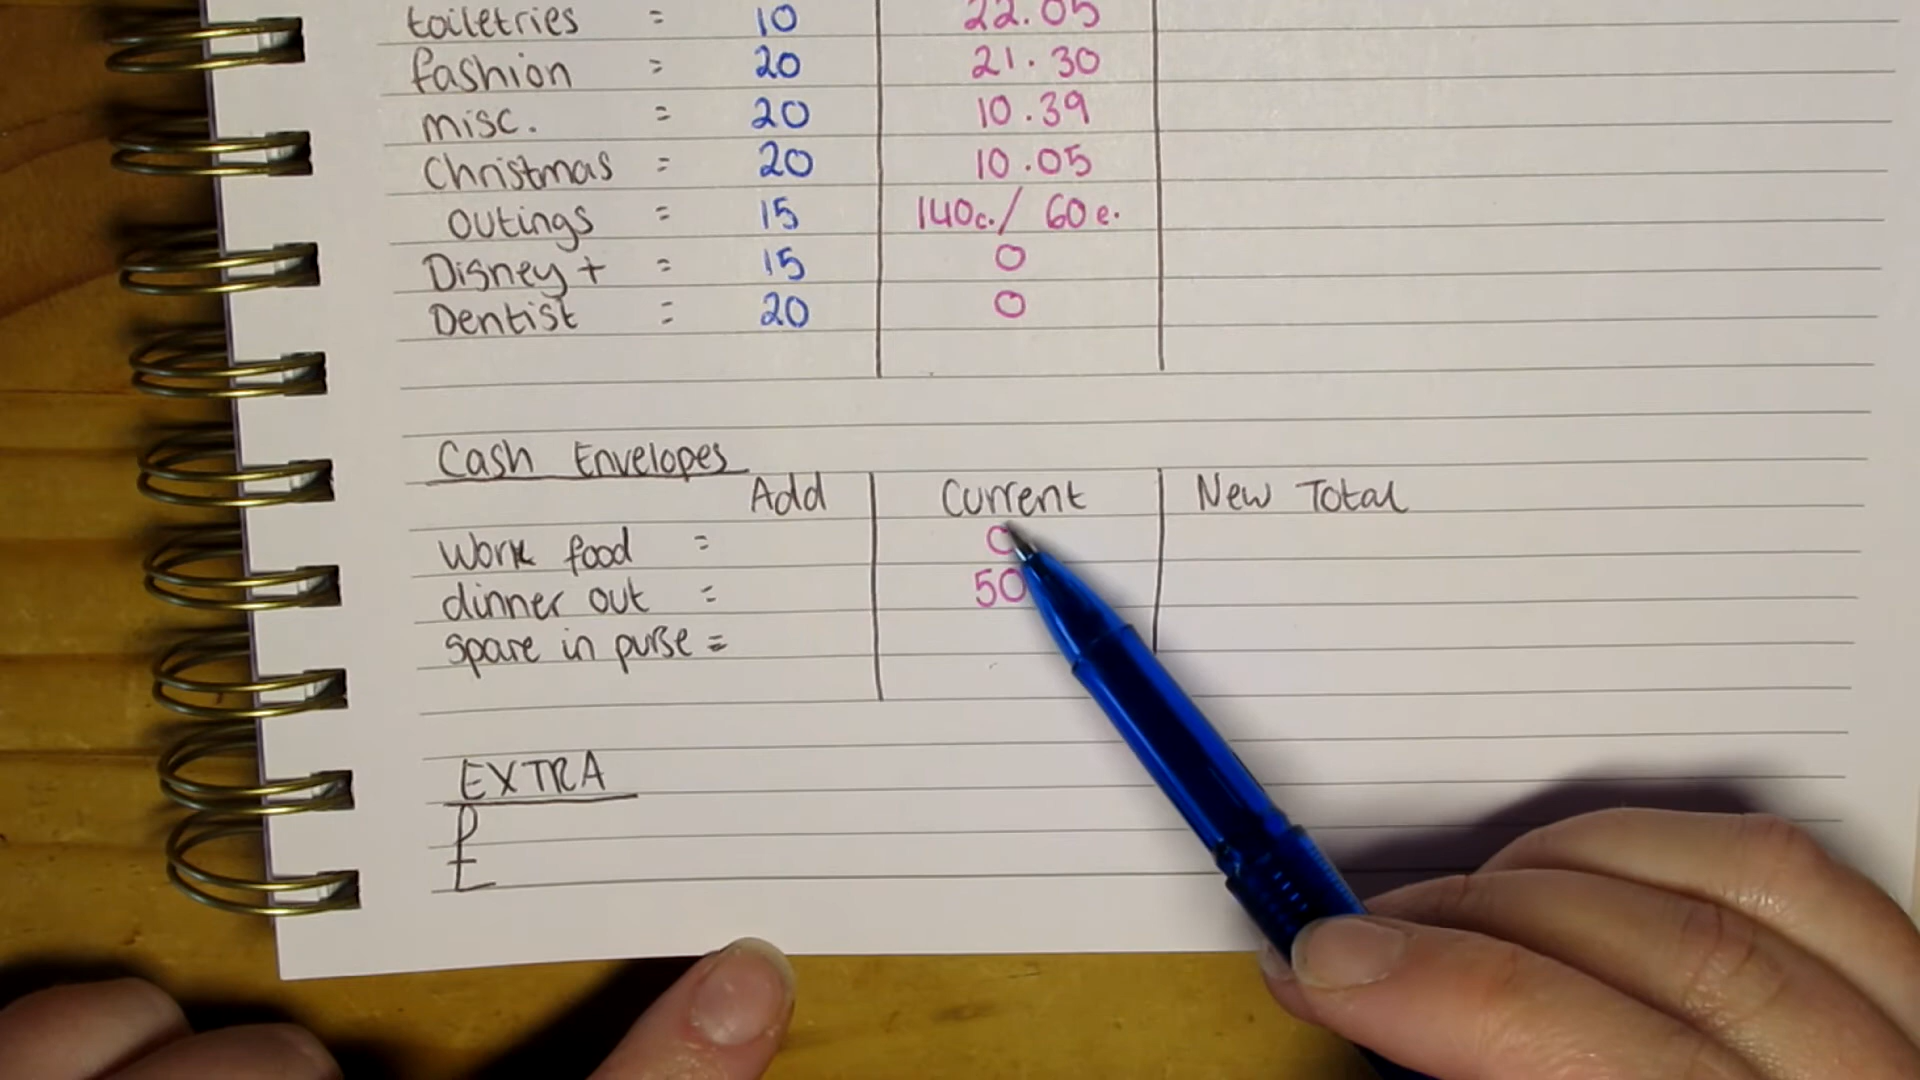 toiletries = 10 22.05
fashion = 20 21.30
misc. = 20 10.39
Christmas = 20 10.05
outings = 15 140c./ 60e.
Disney+ = 15 0
Dentist = 20 0
Cash Envelopes
Add Current New Total
Work food = 0
dinner out = 50
spare in purse =
EXTRA
£